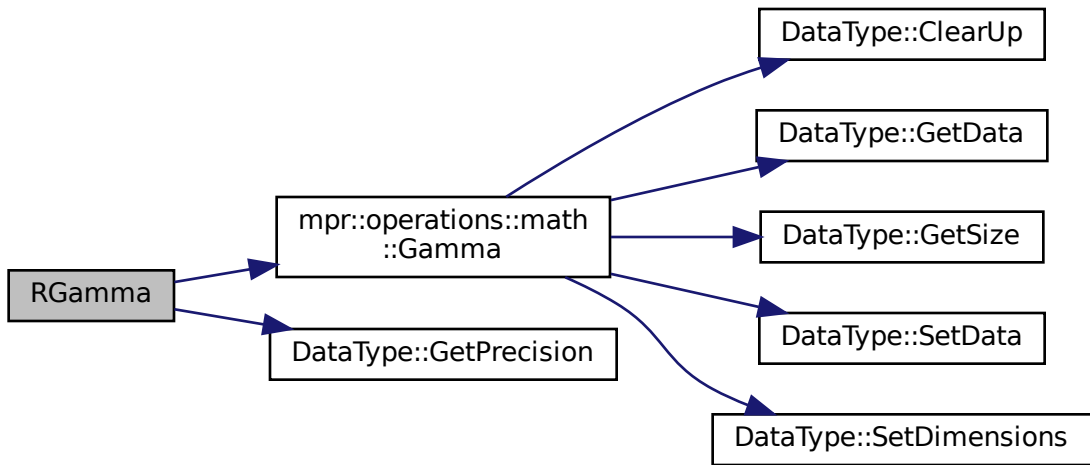 RGamma
mpr::operations::math
::Gamma
DataType::GetPrecision
DataType::ClearUp
DataType::GetData
DataType::GetSize
DataType::SetData
DataType::SetDimensions